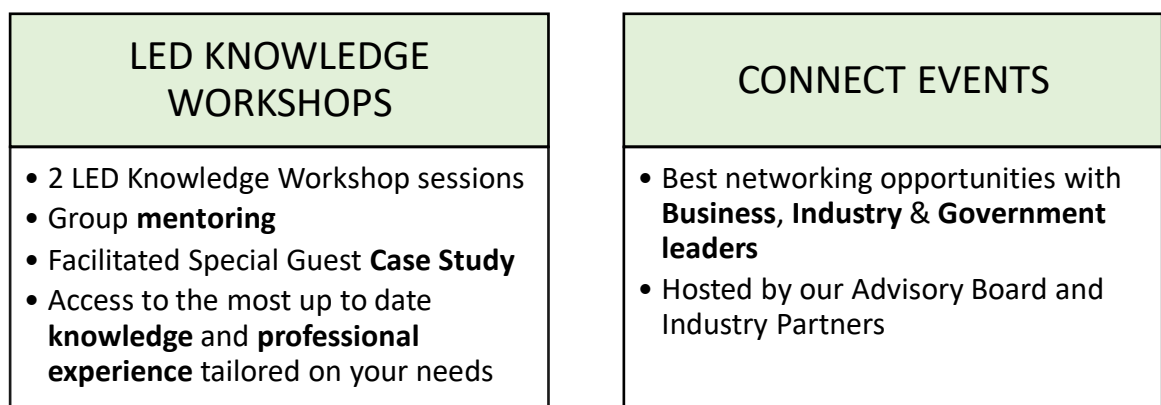 LED KNOWLEDGE
WORKSHOPS
• 2 LED Knowledge Workshop sessions
• Group mentoring
• Facilitated Special Guest Case Study
• Access to the most up to date
knowledge and professional
experience tailored on your needs
CONNECT EVENTS
• Best networking opportunities with
Business, Industry & Government
leaders
• Hosted by our Advisory Board and
Industry Partners